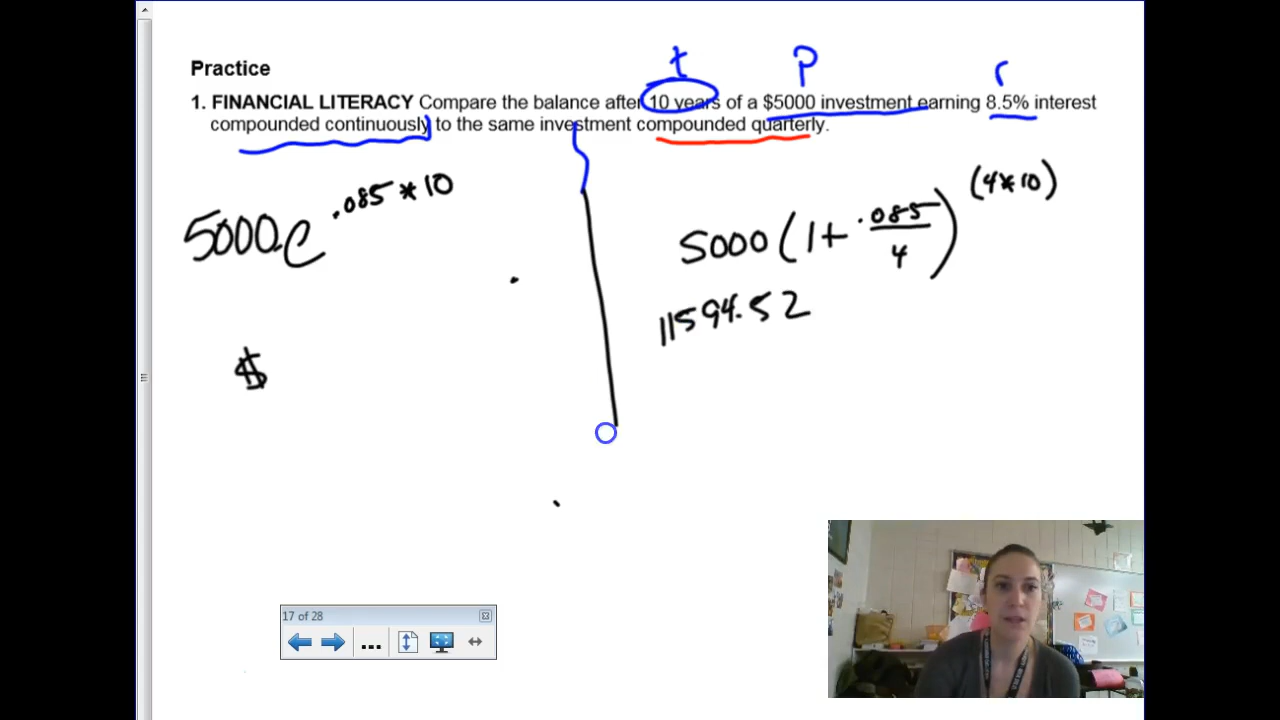 t P r
Practice
1. FINANCIAL LITERACY Compare the balance after 10 years of a $5000 investment earning 8.5% interest
compounded continuously to the same investment compounded quarterly.
5000e^.085*10
5000(1+.085/4)^(4*10)
11594.52
$
17 of 28
...